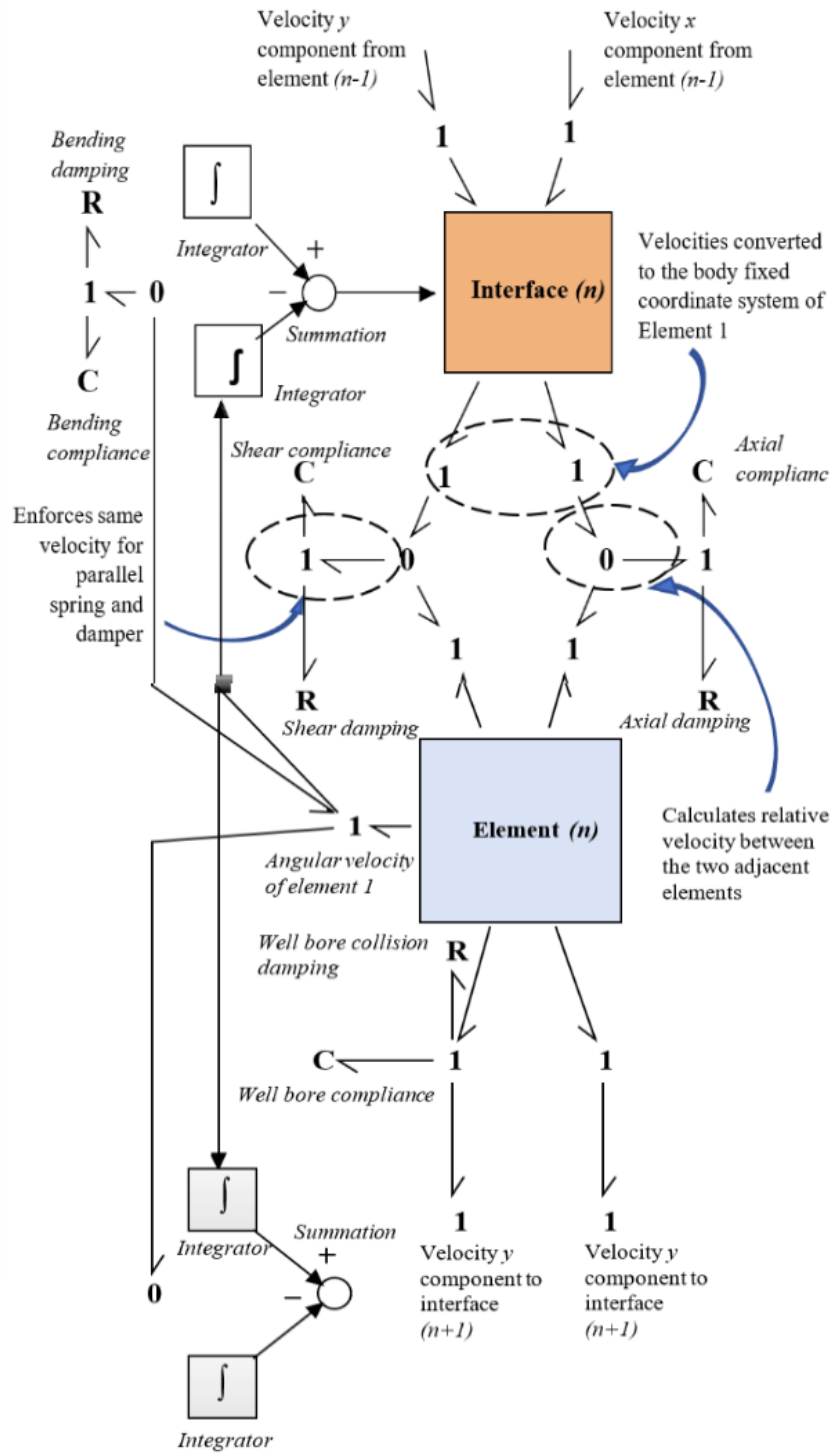 Velocity y
component from
element (n-1)
Velocity x
component from
element (n-1)
1
1
Bending
damping
R
∫
Integrator
+
1
0
−
Summation
Interface (n)
Velocities converted
to the body fixed
coordinate system of
Element 1
C
∫
Integrator
Bending
compliance
Shear compliance
C
1
1
Axial
complianc
C
Enforces same
velocity for
parallel
spring and
damper
1
0
0
1
1
1
R
Shear damping
R
Axial damping
Element (n)
1
Angular velocity
of element 1
Calculates relative
velocity between
the two adjacent
elements
Well bore collision
damping
R
C
1
1
Well bore compliance
∫
Integrator
Summation
+
1
1
Velocity y
component to
interface
(n+1)
Velocity y
component to
interface
(n+1)
0
−
∫
Integrator